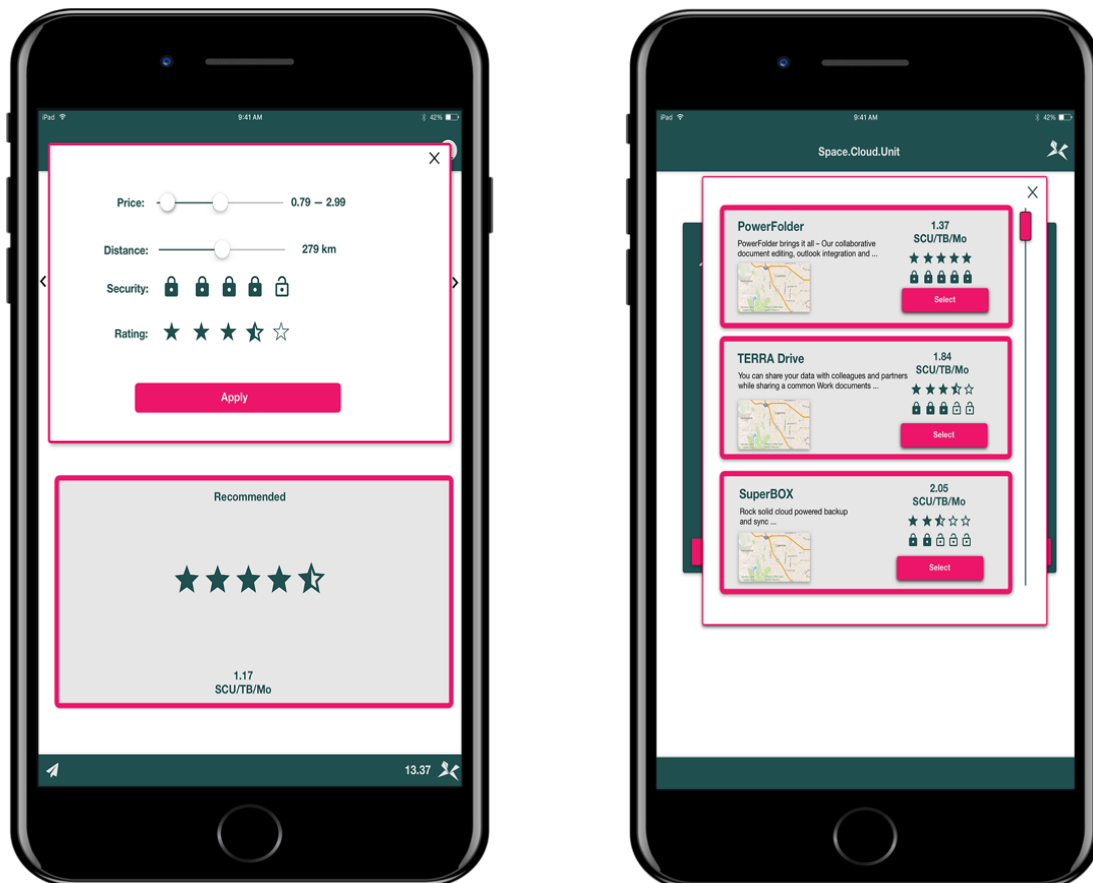 iPad
9:41 AM
42%
X
Price:
0.79 – 2.99
Distance:
279 km
Security:
Rating:
Apply
Recommended
1.17
SCU/TB/Mo
13.37
iPad
9:41 AM
42%
Space.Cloud.Unit
X
PowerFolder
PowerFolder brings it all – Our collaborative
document editing, outlook integration and ...
1.37
SCU/TB/Mo
Select
TERRA Drive
You can share your data with colleagues and partners
while sharing a common Work documents ...
1.84
SCU/TB/Mo
Select
SuperBOX
Rock solid cloud powered backup
and sync ...
2.05
SCU/TB/Mo
Select